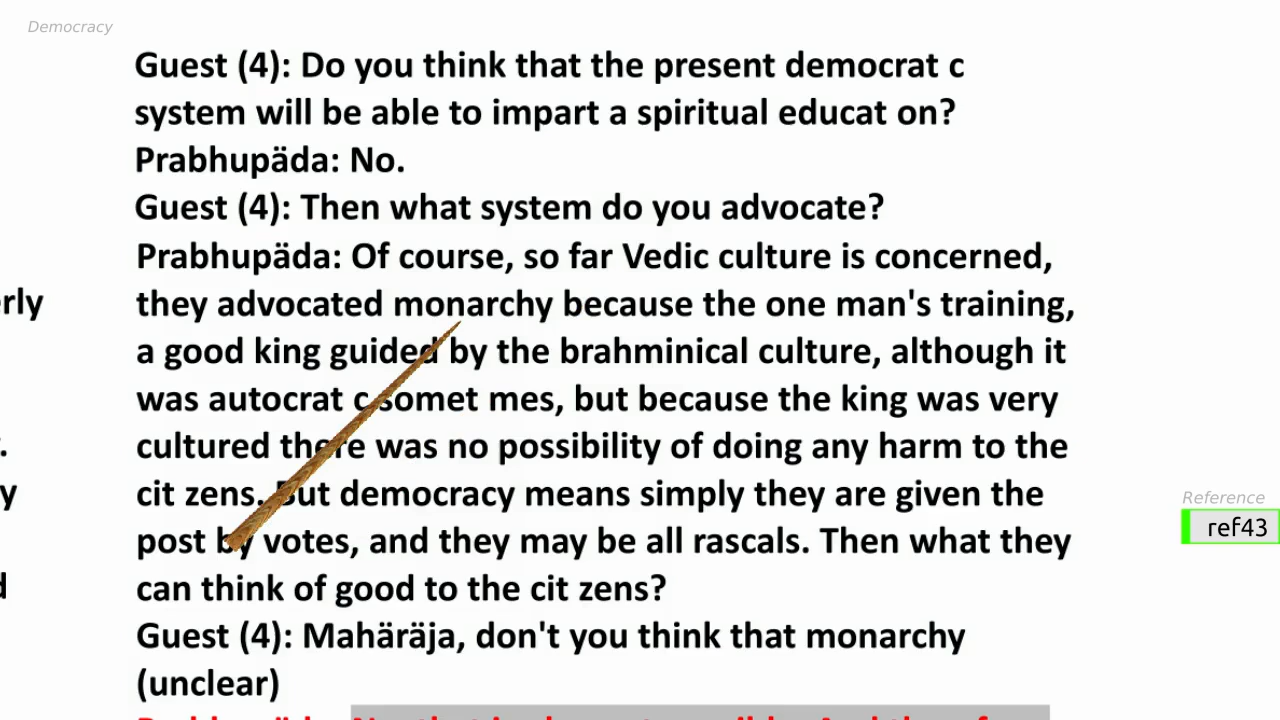 Democracy
Guest (4): Do you think that the present democrat c
system will be able to impart a spiritual educat on?
Prabhupäda: No.
Guest (4): Then what system do you advocate?
Prabhupäda: Of course, so far Vedic culture is concerned,
they advocated monarchy because the one man's training,
a good king guided by the brahminical culture, although it
was autocrat c somet mes, but because the king was very
cultured there was no possibility of doing any harm to the
cit zens. But democracy means simply they are given the
post by votes, and they may be all rascals. Then what they
can think of good to the cit zens?
Guest (4): Mahäräja, don't you think that monarchy
(unclear)
erly
y
d
Reference
ref43